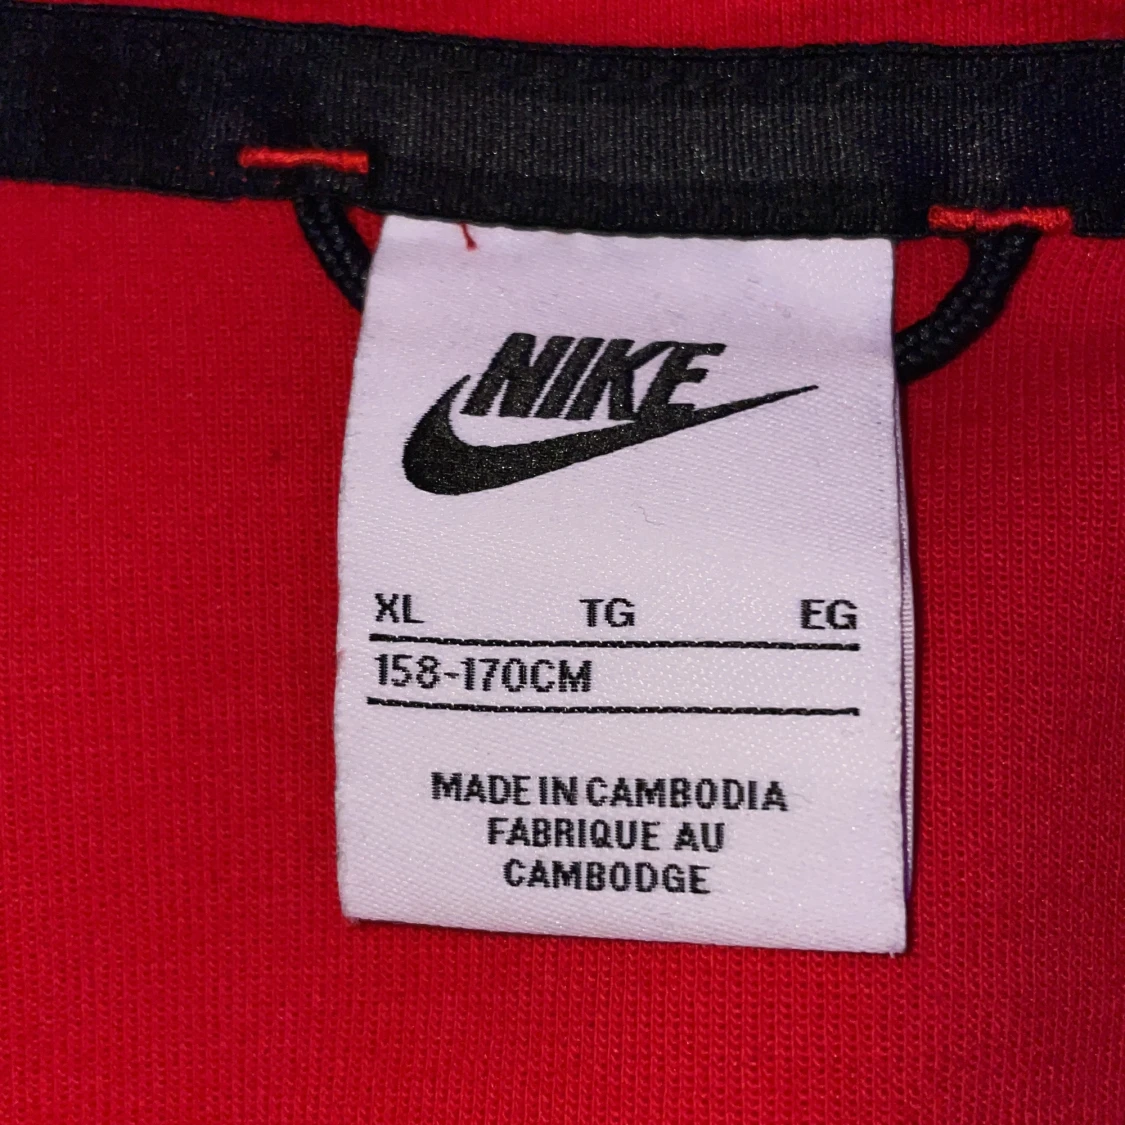 NIKE
XL TG EG
158-170CM
MADE IN CAMBODIA
FABRIQUE AU
CAMBODGE